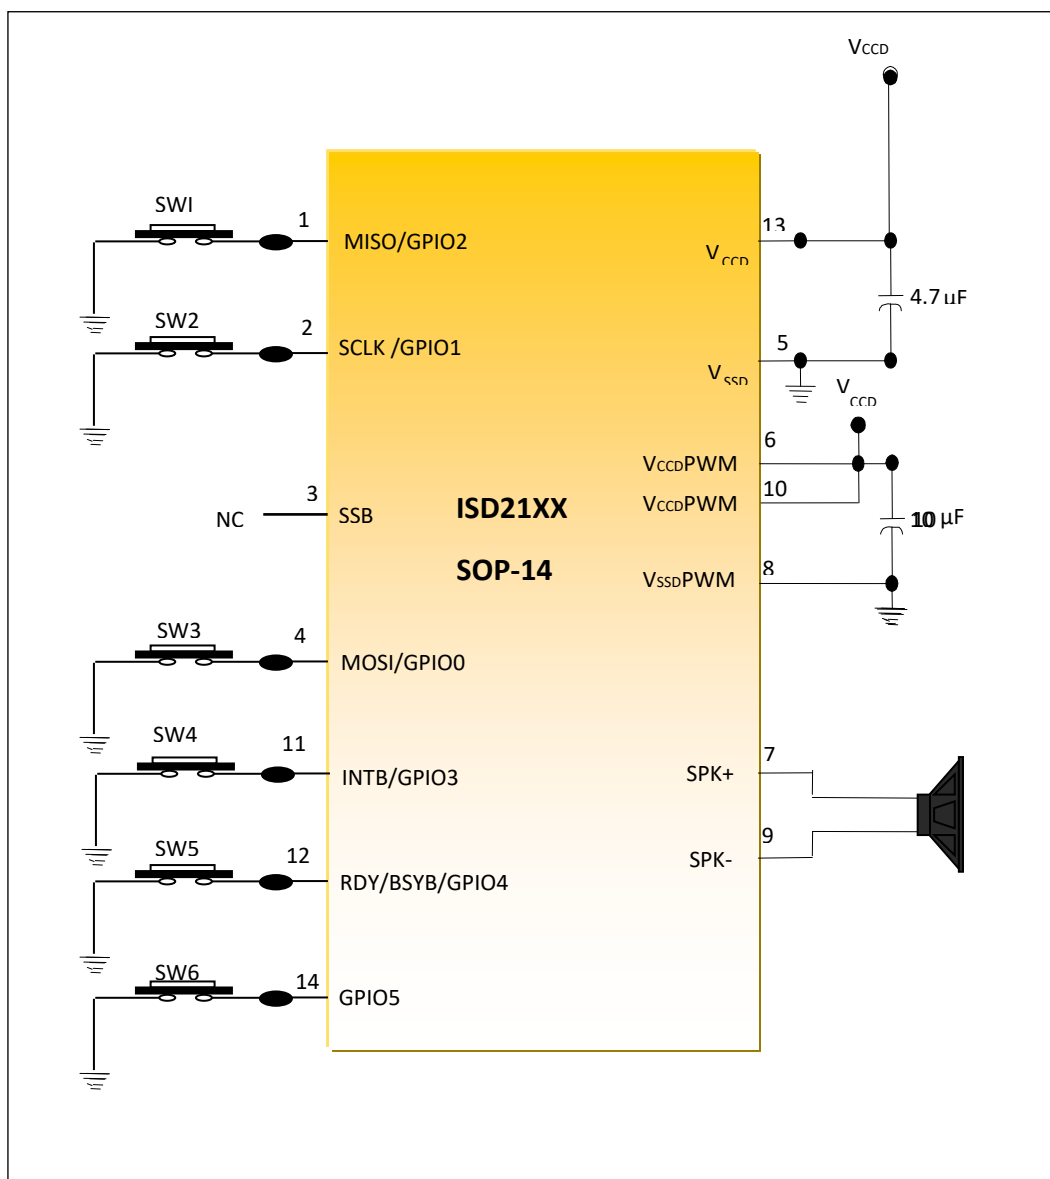 VCCD
SWI
1
MISO/GPIO2
13
VCCD
4.7 uF
SW2
2
SCLK /GPIO1
5
VSSD
VCCD
6
VCCDPWM
10
VCCDPWM
3
NC
SSB
ISD21XX
SOP-14
10 µF
8
VSSDPWM
SW3
4
MOSI/GPIO0
SW4
11
INTB/GPIO3
7
SPK+
9
SPK-
SW5
12
RDY/BSYB/GPIO4
SW6
14
GPIO5